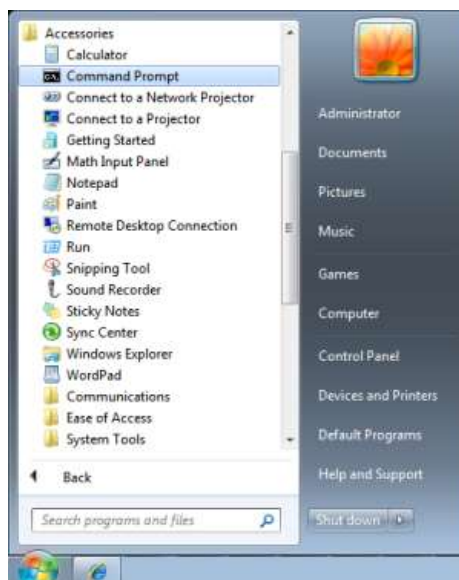 Accessories
Calculator
Command Prompt
Connect to a Network Projector
Connect to a Projector
Getting Started
Math Input Panel
Notepad
Paint
Remote Desktop Connection
Run
Snipping Tool
Sound Recorder
Sticky Notes
Sync Center
Windows Explorer
WordPad
Communications
Ease of Access
System Tools
Back
Search programs and files
Administrator
Documents
Pictures
Music
Games
Computer
Control Panel
Devices and Printers
Default Programs
Help and Support
Shut down